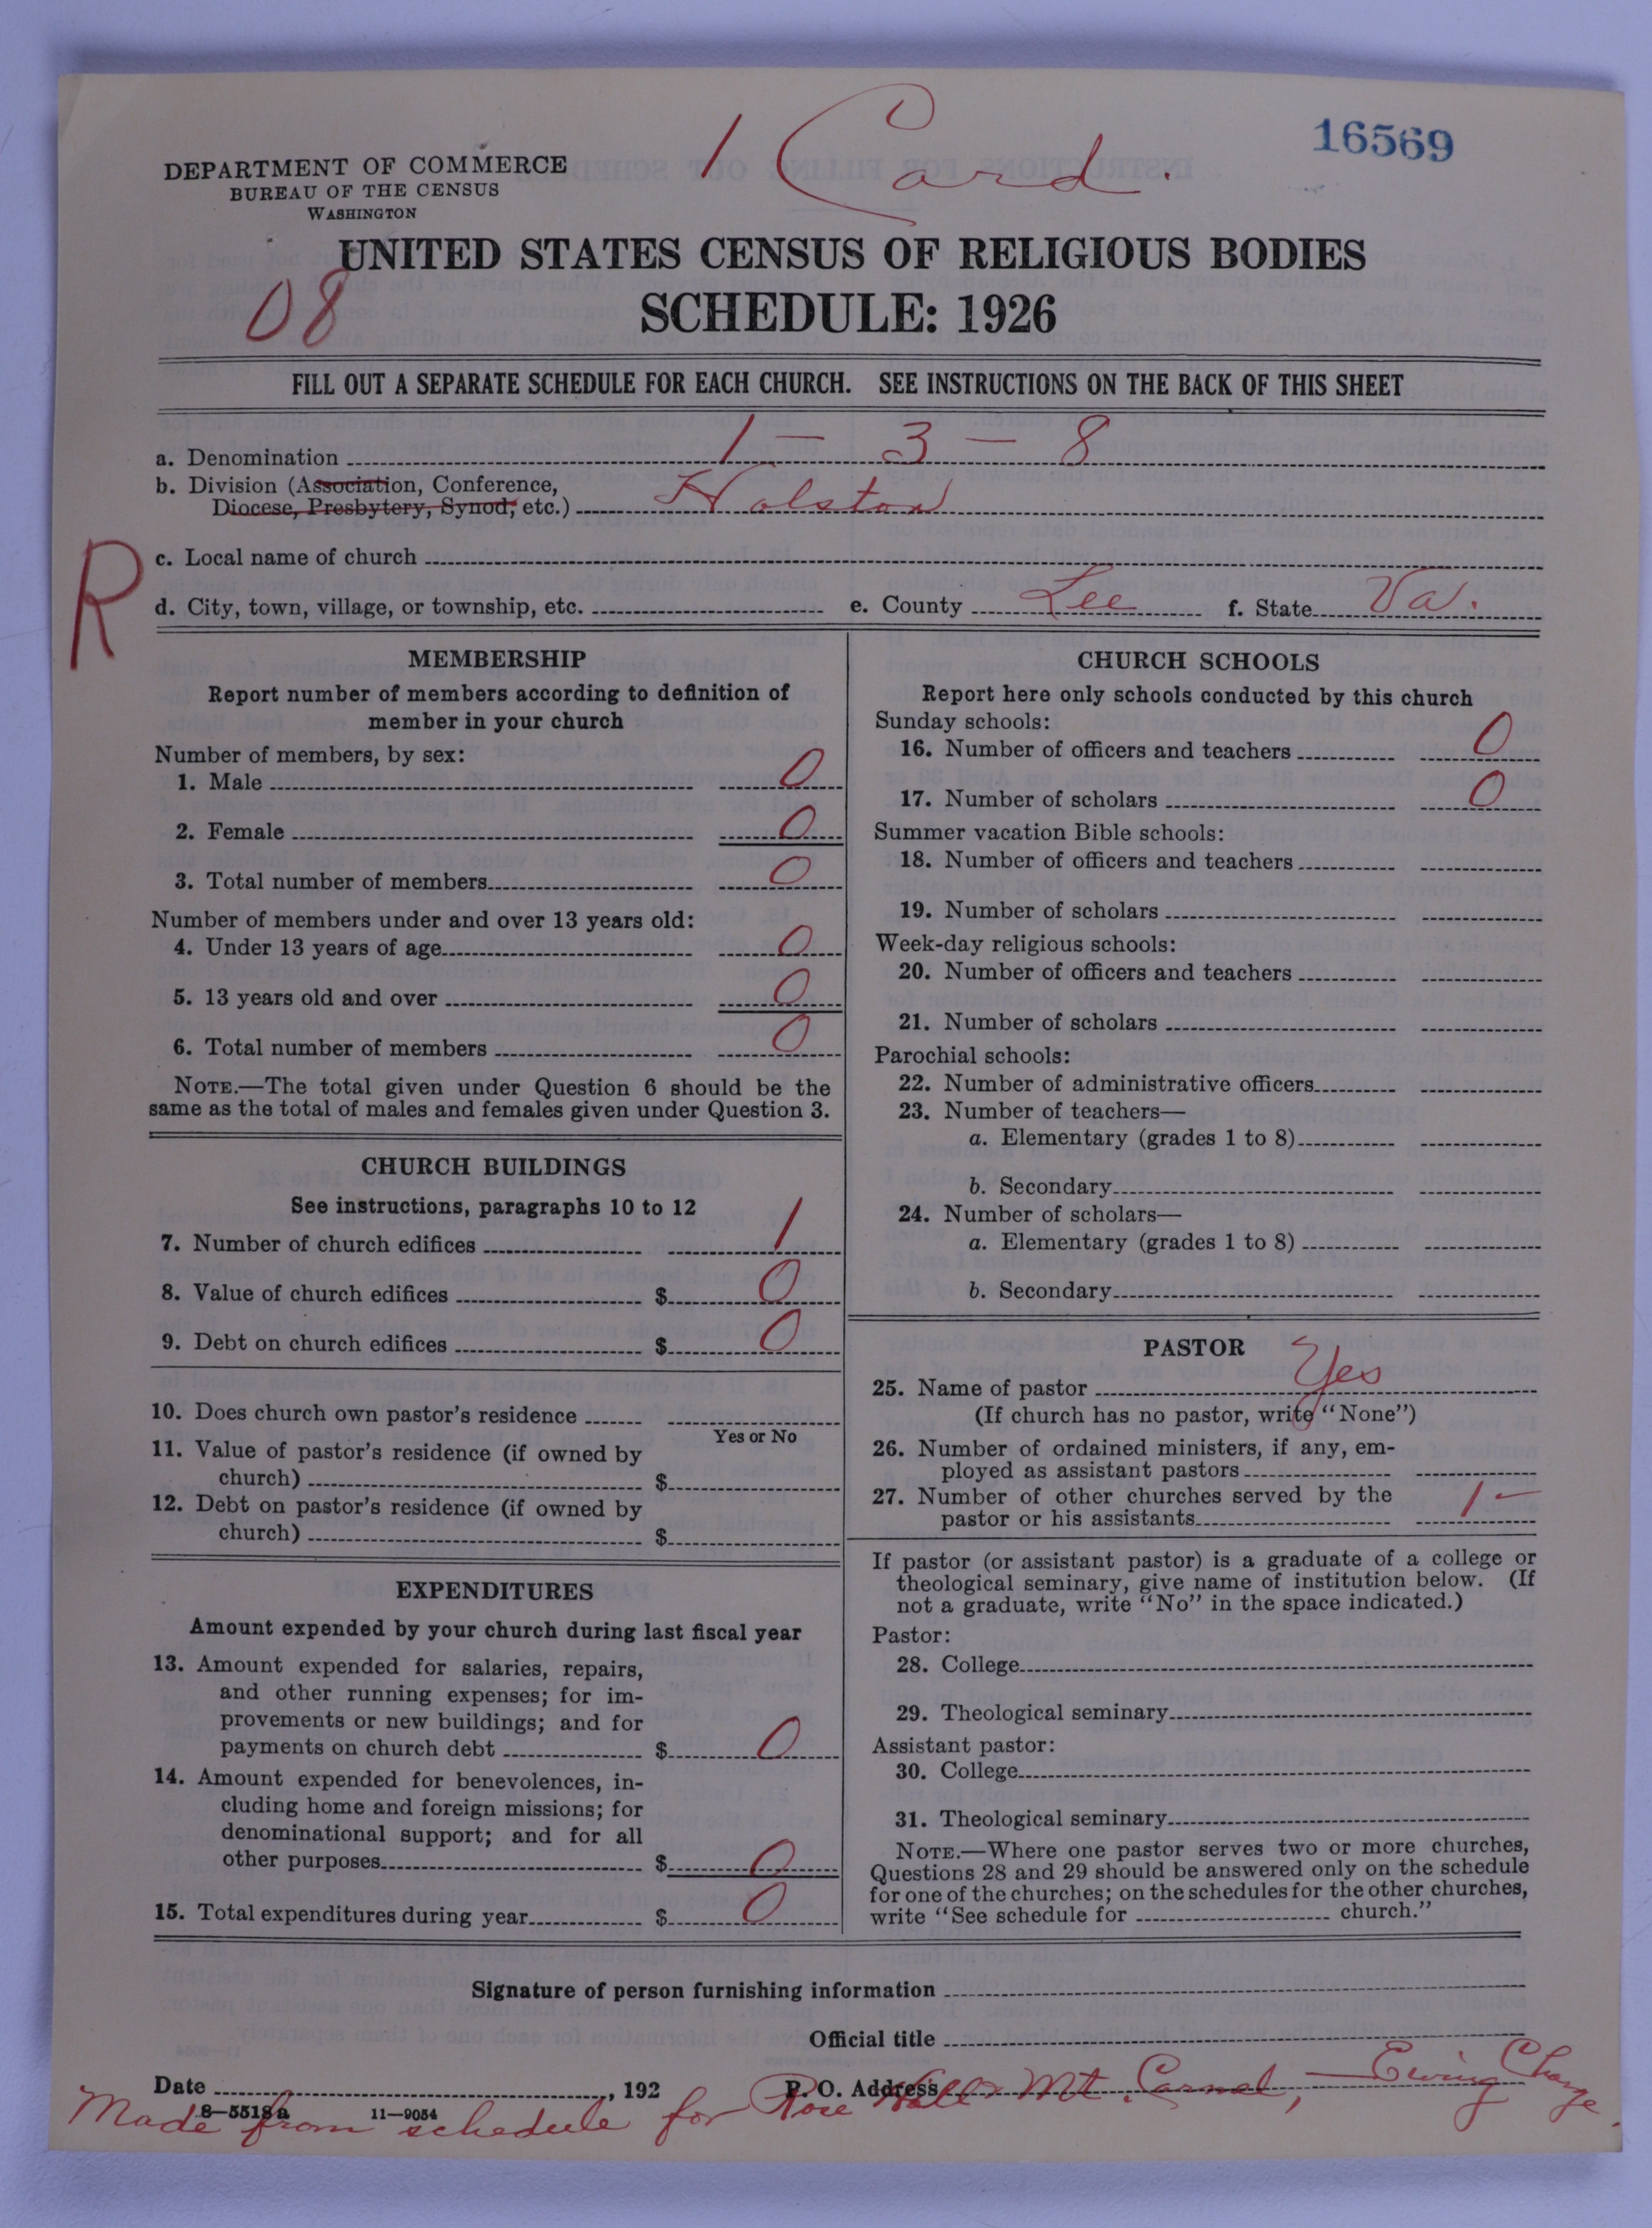 1 Card.
16569
DEPARTMENT OF COMMERCE
BUREAU OF THE CENSUS
WASHINGTON
UNITED STATES CENSUS OF RELIGIOUS BODIES
08
SCHEDULE: 1926
FILL OUT A SEPARATE SCHEDULE FOR EACH CHURCH. SEE INSTRUCTIONS ON THE BACK OF THIS SHEET
a. Denomination 1 – 3 – 8
b. Division (Association, Conference,
Diocese, Presbytery, Synod, etc.) Holston
R
c. Local name of church
d. City, town, village, or township, etc. e. County Lee f. State Va.
MEMBERSHIP
Report number of members according to definition of
member in your church
Number of members, by sex:
1. Male 0
2. Female 0
3. Total number of members 0
Number of members under and over 13 years old:
4. Under 13 years of age 0
5. 13 years old and over 0
6. Total number of members 0
NOTE.—The total given under Question 6 should be the
same as the total of males and females given under Question 3.
CHURCH BUILDINGS
See instructions, paragraphs 10 to 12
7. Number of church edifices 1
8. Value of church edifices $ 0
9. Debt on church edifices $ 0
10. Does church own pastor's residence
Yes or No
11. Value of pastor's residence (if owned by
church) $
12. Debt on pastor's residence (if owned by
church) $
EXPENDITURES
Amount expended by your church during last fiscal year
13. Amount expended for salaries, repairs,
and other running expenses; for im-
provements or new buildings; and for
payments on church debt $ 0
14. Amount expended for benevolences, in-
cluding home and foreign missions; for
denominational support; and for all
other purposes $ 0
15. Total expenditures during year $ 0
CHURCH SCHOOLS
Report here only schools conducted by this church
Sunday schools:
16. Number of officers and teachers 0
17. Number of scholars 0
Summer vacation Bible schools:
18. Number of officers and teachers
19. Number of scholars
Week-day religious schools:
20. Number of officers and teachers
21. Number of scholars
Parochial schools:
22. Number of administrative officers
23. Number of teachers—
a. Elementary (grades 1 to 8)
b. Secondary
24. Number of scholars—
a. Elementary (grades 1 to 8)
b. Secondary
PASTOR
25. Name of pastor Yes
(If church has no pastor, write "None")
26. Number of ordained ministers, if any, em-
ployed as assistant pastors
27. Number of other churches served by the
pastor or his assistants 1 –
If pastor (or assistant pastor) is a graduate of a college or
theological seminary, give name of institution below. (If
not a graduate, write "No" in the space indicated.)
Pastor:
28. College
29. Theological seminary
Assistant pastor:
30. College
31. Theological seminary
NOTE.—Where one pastor serves two or more churches,
Questions 28 and 29 should be answered only on the schedule
for one of the churches; on the schedules for the other churches,
write "See schedule for church."
Signature of person furnishing information
Official title
Date , 192 P. O. Address
8—5518a 11—9054
Made from schedule for Rose Hill Mt. Carmel, – Ewing Charge.